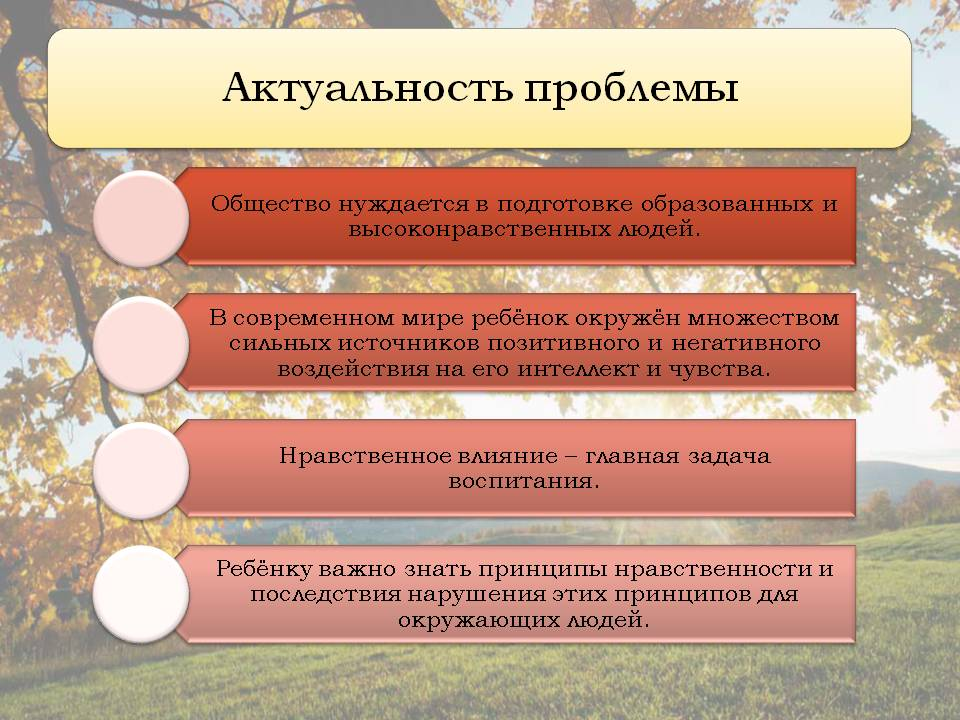 Актуальность проблемы
Общество нуждается в подготовке образованных и
высоконравственных людей.
В современном мире ребёнок окружён множеством
сильных источников позитивного и негативного
воздействия на его интеллект и чувства.
Нравственное влияние – главная задача
воспитания.
Ребёнку важно знать принципы нравственности и
последствия нарушения этих принципов для
окружающих людей.